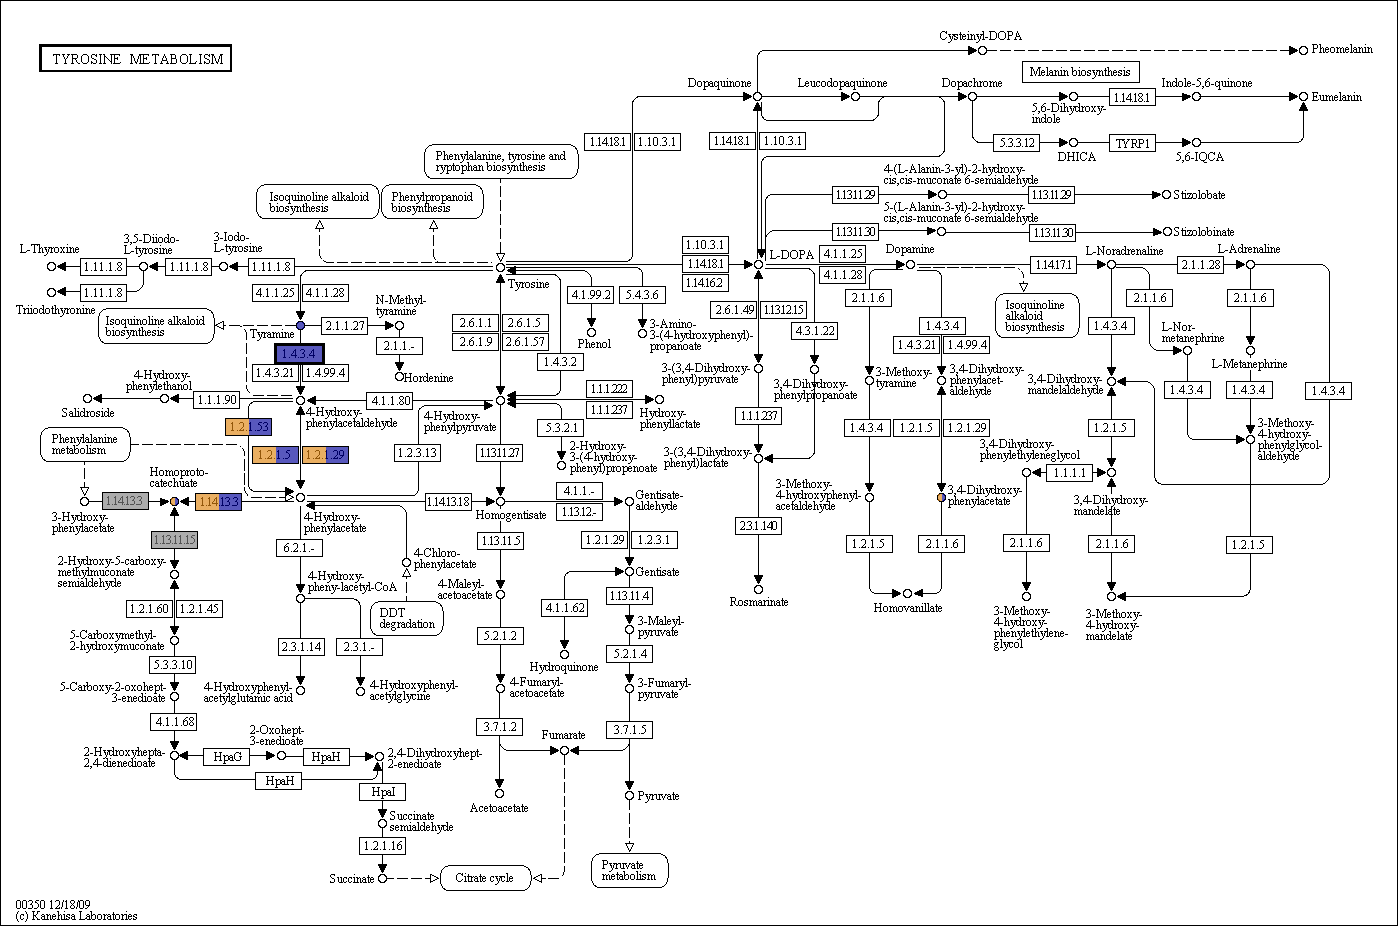 TYROSINE METABOLISM
Cysteinyl-DOPA
Pheomelanin
Dopaquinone
Leucodopaquinone
Dopachrome
Melanin biosynthesis
Indole-5,6-quinone
1.14.18.1
Eumelanin
5,6-Dihydroxy-
indole
1.14.18.1
1.10.3.1
1.14.18.1
1.10.3.1
5.3.3.12
TYRP1
DHICA
5,6-IQCA
Phenylalanine, tyrosine and
ryptophan biosynthesis
Isoquinoline alkaloid
biosynthesis
Phenylpropanoid
biosynthesis
4-(L-Alanin-3-yl)-2-hydroxy-
cis,cis-muconate 6-semialdehyde
1.13.11.29
1.13.11.29
Stizolobate
5-(L-Alanin-3-yl)-2-hydroxy-
cis,cis-muconate 6-semialdehyde
1.13.11.30
1.13.11.30
Stizolobinate
L-Thyroxine
3,5-Diiodo-
L-tyrosine
3-Iodo-
L-tyrosine
1.11.1.8
1.11.1.8
1.11.1.8
1.11.1.8
Triiodothyronine
Tyrosine
1.10.3.1
1.14.18.1
1.14.16.2
L-DOPA
4.1.1.25
4.1.1.28
Dopamine
1.14.17.1
L-Noradrenaline
2.1.1.28
L-Adrenaline
4.1.1.25
4.1.1.28
N-Methyl-
tyramine
Isoquinoline alkaloid
biosynthesis
Tyramine
2.1.1.27
2.1.1.-
Hordenine
1.4.3.4
1.4.3.21
1.4.99.4
2.6.1.1
2.6.1.5
2.6.1.9
2.6.1.57
1.4.3.2
4.1.99.2
5.4.3.6
Phenol
3-Amino-
3-(4-hydroxyphenyl)-
propanoate
2.6.1.49
1.13.12.15
4.3.1.22
2.1.1.6
1.4.3.4
1.4.3.21
1.4.99.4
Isoquinoline
alkaloid
biosynthesis
1.4.3.4
2.1.1.6
L-Nor-
metanephrine
2.1.1.6
L-Metanephrine
1.4.3.4
1.4.3.4
1.4.3.4
4-Hydroxy-
phenylethanol
Salidroside
1.1.1.90
4-Hydroxy-
phenylacetaldehyde
4.1.1.80
4-Hydroxy-
phenylpyruvate
1.1.1.222
1.1.1.237
Hydroxy-
phenyllactate
5.3.2.1
2-Hydroxy-
3-(4-hydroxy-
phenyl)propenoate
3-(3,4-Dihydroxy-
phenyl)pyruvate
3,4-Dihydroxy-
phenylpropanoate
3-Methoxy-
tyramine
3,4-Dihydroxy-
phenylacet-
aldehyde
3,4-Dihydroxy-
mandelaldehyde
1.1.1.237
3-(3,4-Dihydroxy-
phenyl)lactate
1.4.3.4
1.2.1.5
1.2.1.29
1.2.1.5
3-Methoxy-
4-hydroxy-
phenylglycol-
aldehyde
1.2.1.53
1.2.1.5
1.2.1.29
1.2.3.13
1.13.11.27
Phenylalanine
metabolism
3,4-Dihydroxy-
phenylethyleneglycol
1.1.1.1
3,4-Dihydroxy-
mandelate
Homoproto-
catechuate
1.14.13.3
1.14.13.3
3-Hydroxy-
phenylacetate
4-Hydroxy-
phenylacetate
1.14.13.18
Homogentisate
4.1.1.-
1.13.12.-
Gentisate-
aldehyde
3-Methoxy-
4-hydroxyphenyl-
acetaldehyde
3,4-Dihydroxy-
phenylacetate
2.3.1.140
1.13.11.15
6.2.1.-
4-Chloro-
phenylacetate
1.13.11.5
1.2.1.29
1.2.3.1
1.2.1.5
2.1.1.6
2.1.1.6
2.1.1.6
1.2.1.5
2-Hydroxy-5-carboxy-
methylmuconate
semialdehyde
4-Hydroxy-
pheny-lacetyl-CoA
4-Maleyl-
acetoacetate
Gentisate
Rosmarinate
Homovanillate
3-Methoxy-
4-hydroxy-
phenylethylene-
glycol
3-Methoxy-
4-hydroxy-
mandelate
1.2.1.60
1.2.1.45
DDT
degradation
4.1.1.62
1.13.11.4
3-Maleyl-
pyruvate
5-Carboxymethyl-
2-hydroxymuconate
2.3.1.14
2.3.1.-
5.2.1.2
Hydroquinone
5.2.1.4
5.3.3.10
5-Carboxy-2-oxohept-
3-enedioate
4-Hydroxyphenyl-
acetylglutamic acid
4-Hydroxyphenyl-
acetylglycine
4-Fumaryl-
acetoacetate
3-Fumaryl-
pyruvate
4.1.1.68
3.7.1.2
3.7.1.5
Fumarate
2-Hydroxyhepta-
2,4-dienedioate
HpaG
2-Oxohept-
3-enedioate
HpaH
2,4-Dihydroxyhept-
2-enedioate
HpaH
HpaI
Acetoacetate
Pyruvate
Succinate
semialdehyde
1.2.1.16
Succinate
Citrate cycle
Pyruvate
metabolism
00350 12/18/09
(c) Kanehisa Laboratories